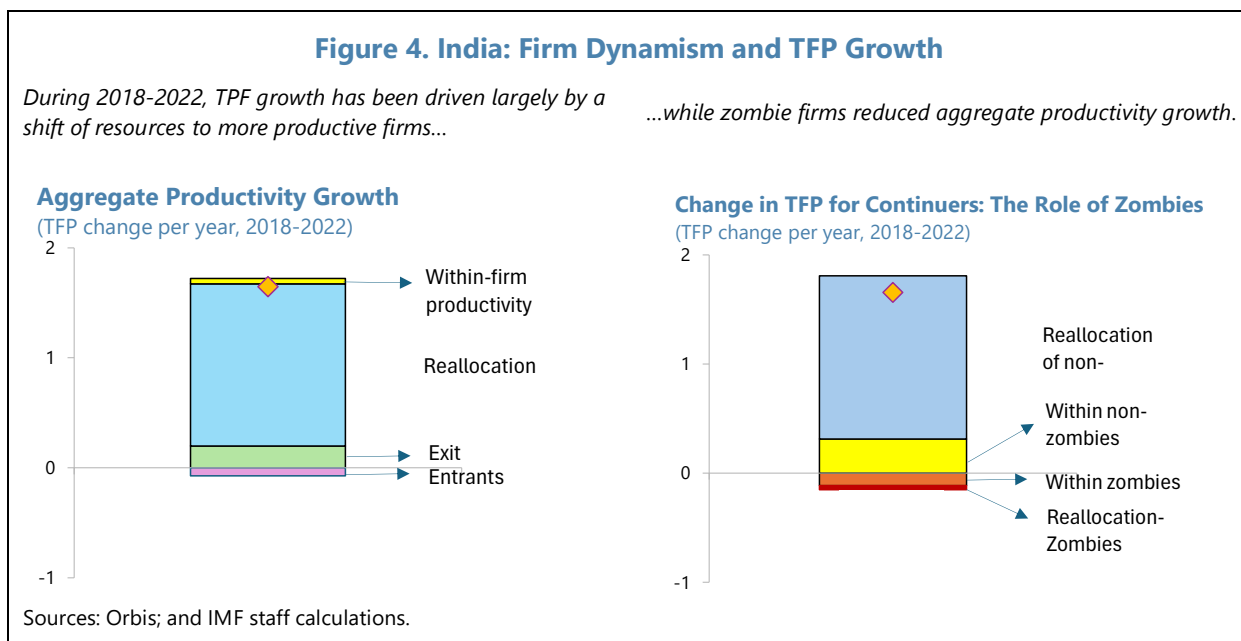 Figure 4. India: Firm Dynamism and TFP Growth
During 2018-2022, TPF growth has been driven largely by a
shift of resources to more productive firms…
…while zombie firms reduced aggregate productivity growth.
Aggregate Productivity Growth
(TFP change per year, 2018-2022)
2
1
0
-1
Within-firm
productivity
Reallocation
Exit
Entrants
Change in TFP for Continuers: The Role of Zombies
(TFP change per year, 2018-2022)
2
1
0
-1
Reallocation
of non-
Within non-
zombies
Within zombies
Reallocation-
Zombies
Sources: Orbis; and IMF staff calculations.